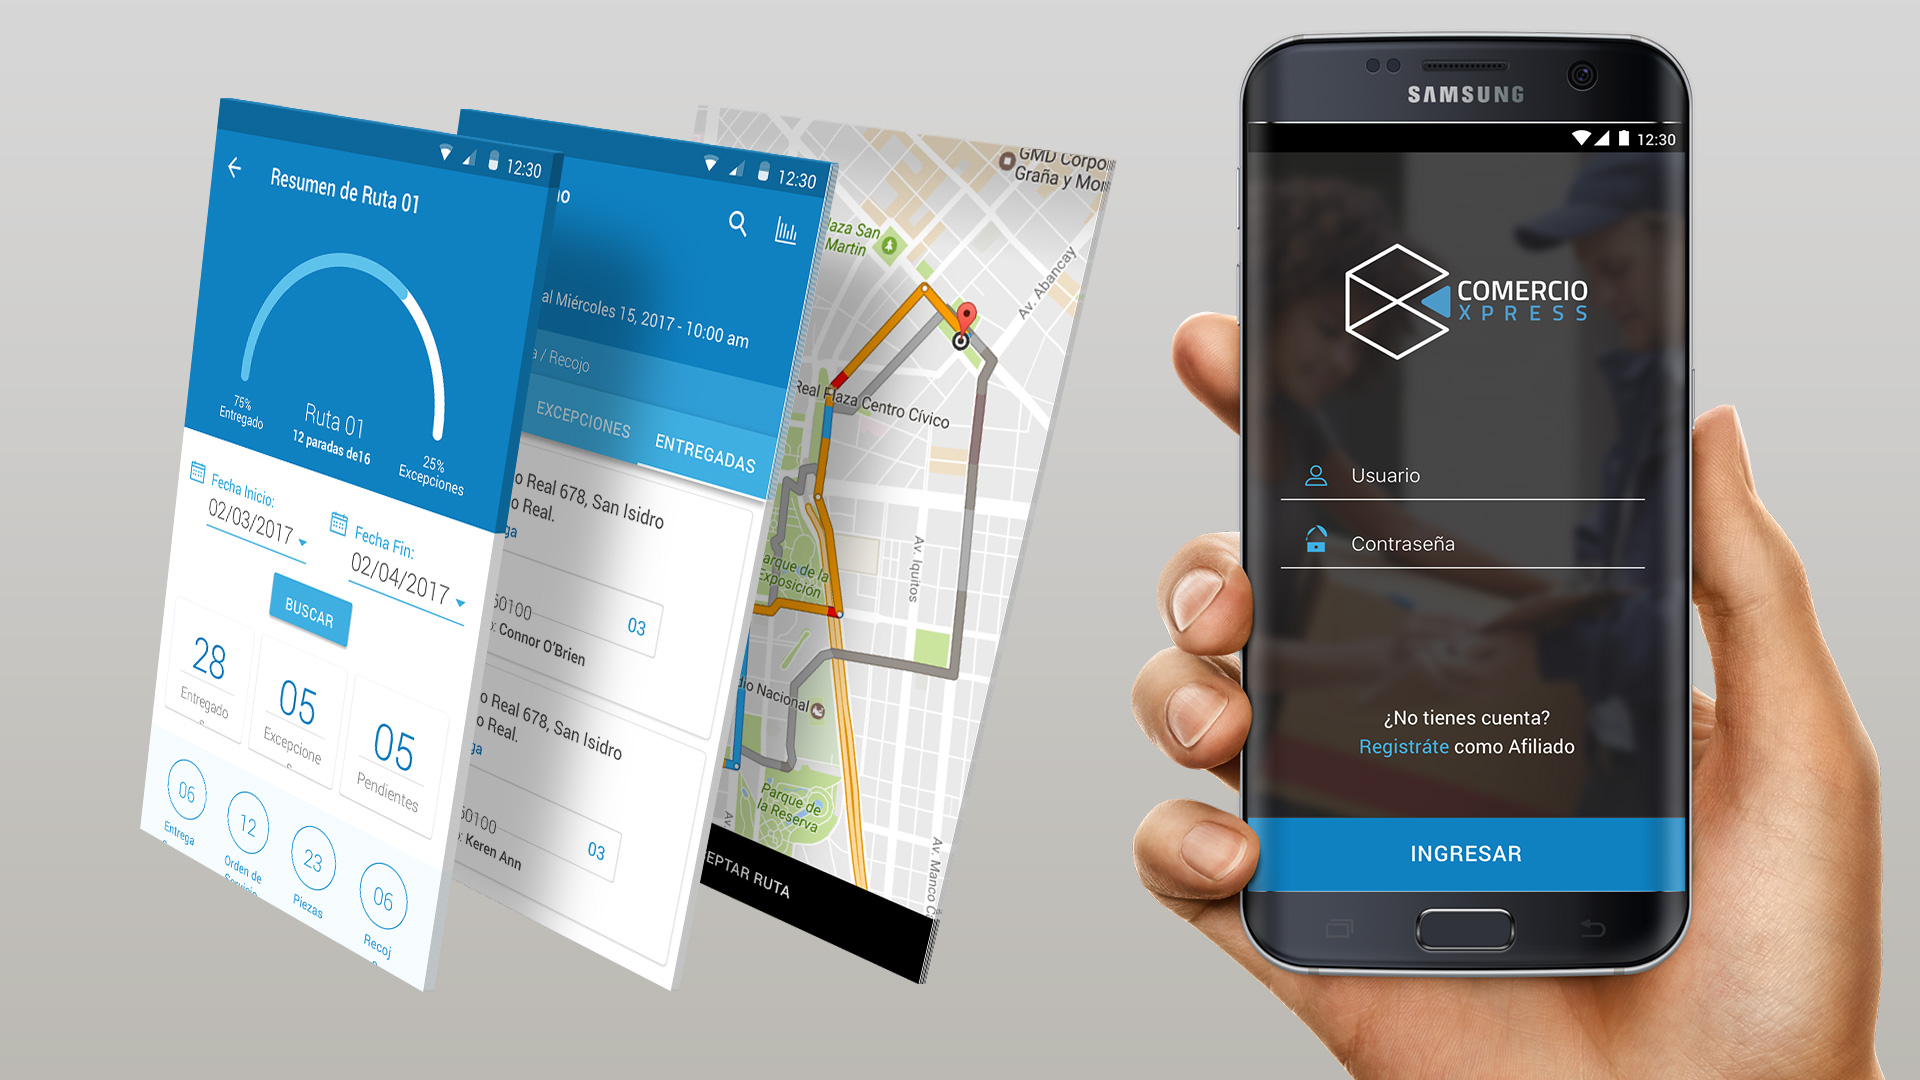 12:30
Resumen de Ruta 01
75%
Entregado
Ruta 01
12 paradas de16
25%
Excepciones
Fecha Inicio:
02/03/2017
Fecha Fin:
02/04/2017
BUSCAR
28
Entregado
05
Excepcione
05
Pendientes
06
Entrega
12
Orden de
23
Piezas
06
Recoj
12:30
al Miércoles 15, 2017 - 10:00 am
/ Recojo
EXCEPCIONES
ENTREGADAS
o Real 678, San Isidro
o Real.
ga
50100
03
: Connor O'Brien
o Real 678, San Isidro
o Real.
ga
50100
03
: Keren Ann
GMD Corpo
Graña y Mon
laza San
Martin
Av. Abancay
Real Plaza Centro Cívico
Av. Iquitos
arque de la
Exposición
dio Nacional
Parque de
la Reserva
Av
Av. Manco C
EPTAR RUTA
SAMSUNG
12:30
COMERCIO
XPRESS
Usuario
Contraseña
¿No tienes cuenta?
Registráte como Afiliado
INGRESAR